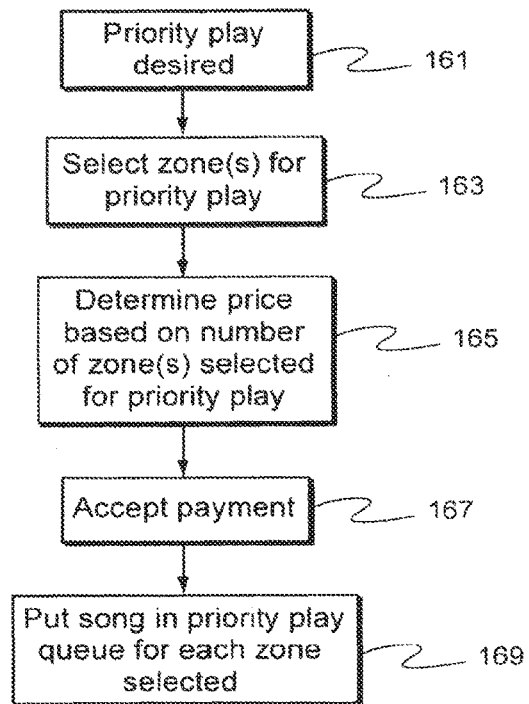 Priority play
desired
161
Select zone(s) for
priority play
163
Determine price
based on number
of zone(s) selected
for priority play
165
Accept payment
167
Put song in priority play
queue for each zone
selected
169